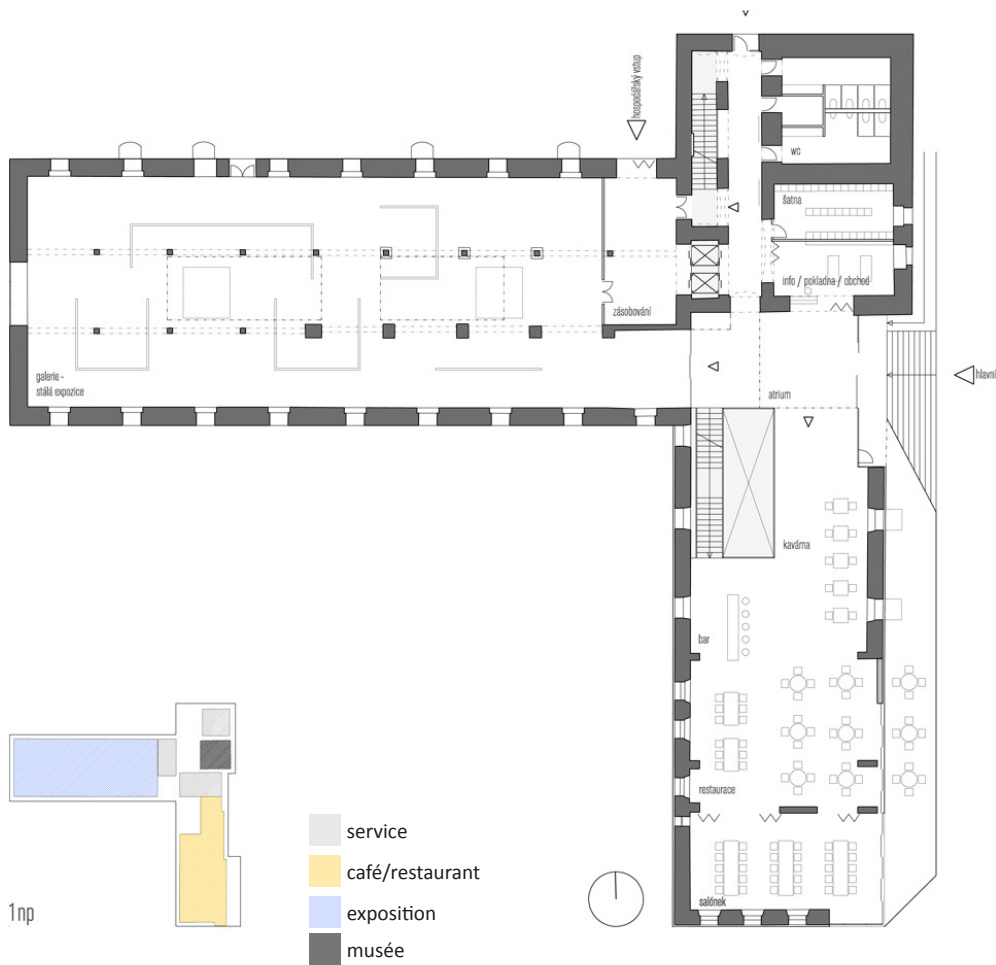 hospodářský vstup
wc
šatna
info / pokladna / obchod
zásobování
galerie -
stálá expozice
atrium
hlavní
kavárna
bar
restaurace
salónek
service
café/restaurant
exposition
musée
1np